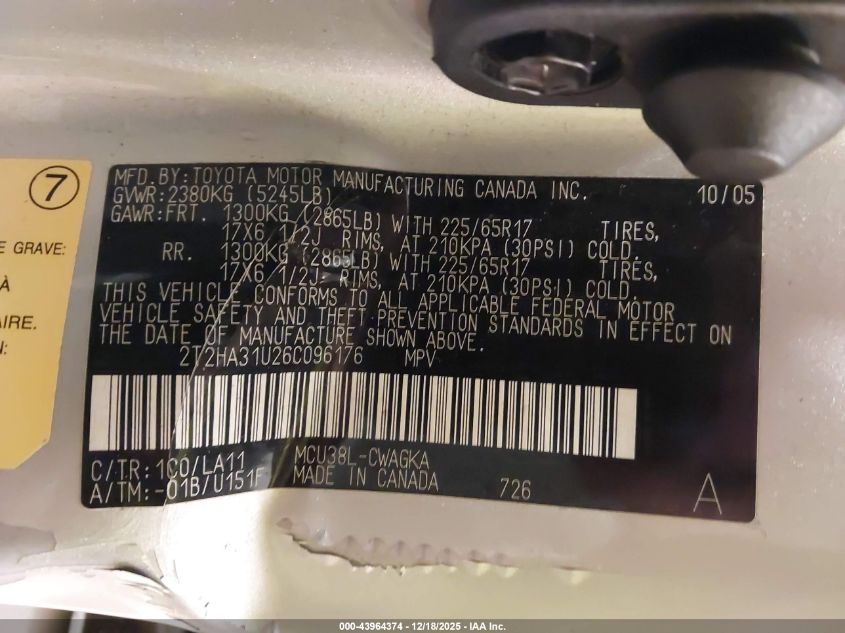 7
E GRAVE:
À
AIRE.
N:
MFD. BY: TOYOTA MOTOR MANUFACTURING CANADA INC. 10/05
GVWR: 2380KG (5245LB)
GAWR: FRT. 1300KG (2865LB) WITH 225/65R17 TIRES,
17X6 1/2J RIMS, AT 210KPA (30PSI) COLD.
RR. 1300KG (2865LB) WITH 225/65R17 TIRES,
17X6 1/2J RIMS, AT 210KPA (30PSI) COLD.
THIS VEHICLE CONFORMS TO ALL APPLICABLE FEDERAL MOTOR
VEHICLE SAFETY AND THEFT PREVENTION STANDARDS IN EFFECT ON
THE DATE OF MANUFACTURE SHOWN ABOVE.
2T2HA31U26C096176 MPV
C/TR: 1C0/LA11 MCU38L-CWAGKA
A/TM: -01B/U151F MADE IN CANADA 726 A
000-43964374 - 12/18/2025 - IAA Inc.